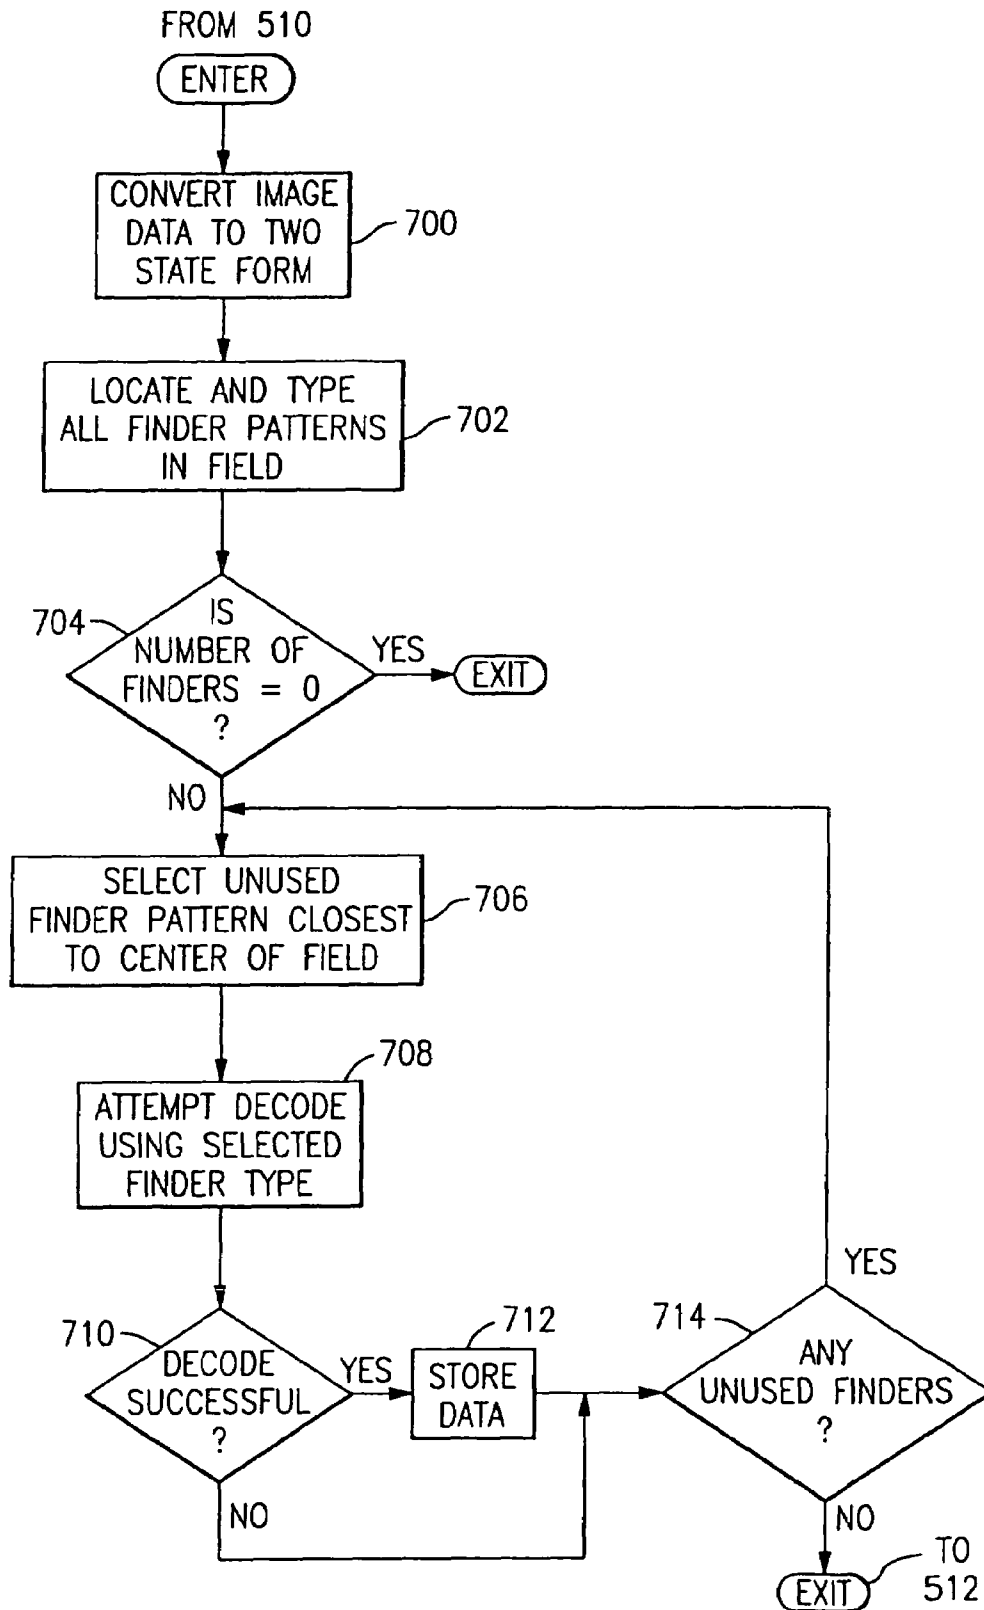 FROM 510
ENTER
CONVERT IMAGE
DATA TO TWO
STATE FORM
700
LOCATE AND TYPE
ALL FINDER PATTERNS
IN FIELD
702
704
IS
NUMBER OF
FINDERS = 0
?
YES
EXIT
NO
SELECT UNUSED
FINDER PATTERN CLOSEST
TO CENTER OF FIELD
706
708
ATTEMPT DECODE
USING SELECTED
FINDER TYPE
710
DECODE
SUCCESSFUL
?
YES
712
STORE
DATA
NO
714
YES
ANY
UNUSED FINDERS
?
NO
EXIT
TO
512